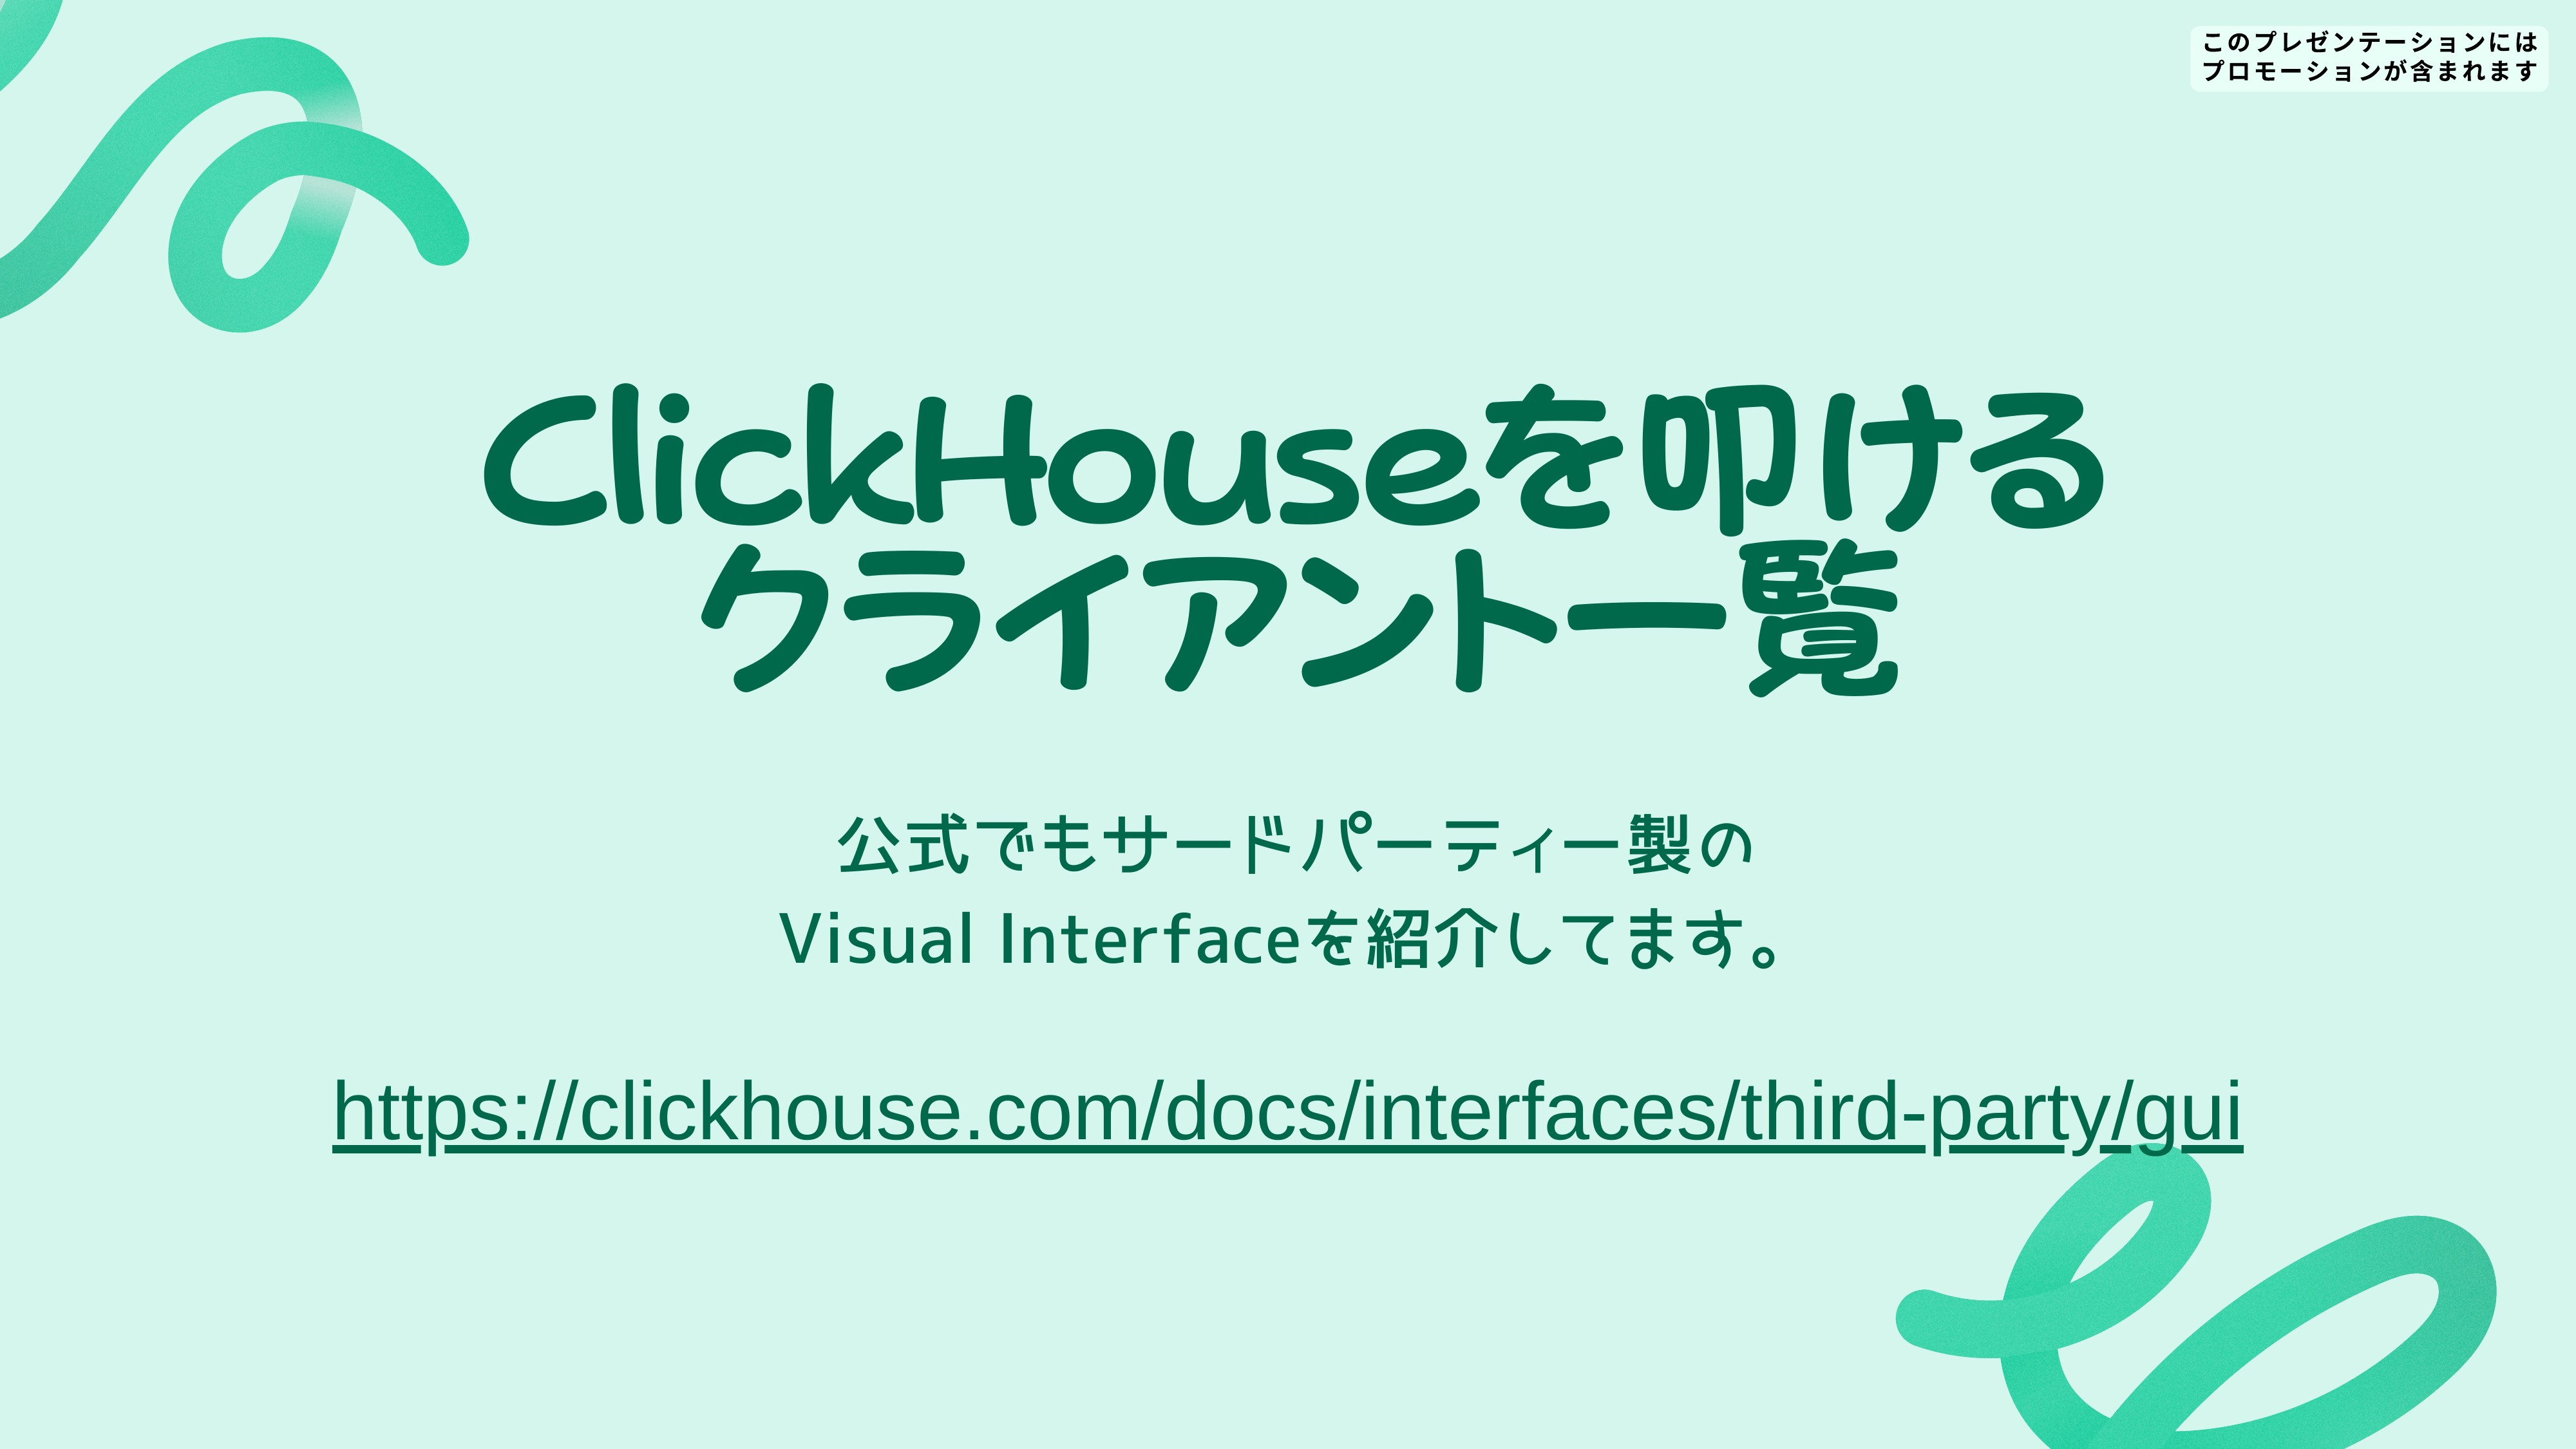 このプレゼンテーションには
プロモーションが含まれます
ClickHouseを叩ける
クライアント一覧
公式でもサードパーティー製の
Visual Interfaceを紹介してます。
https://clickhouse.com/docs/interfaces/third-party/gui